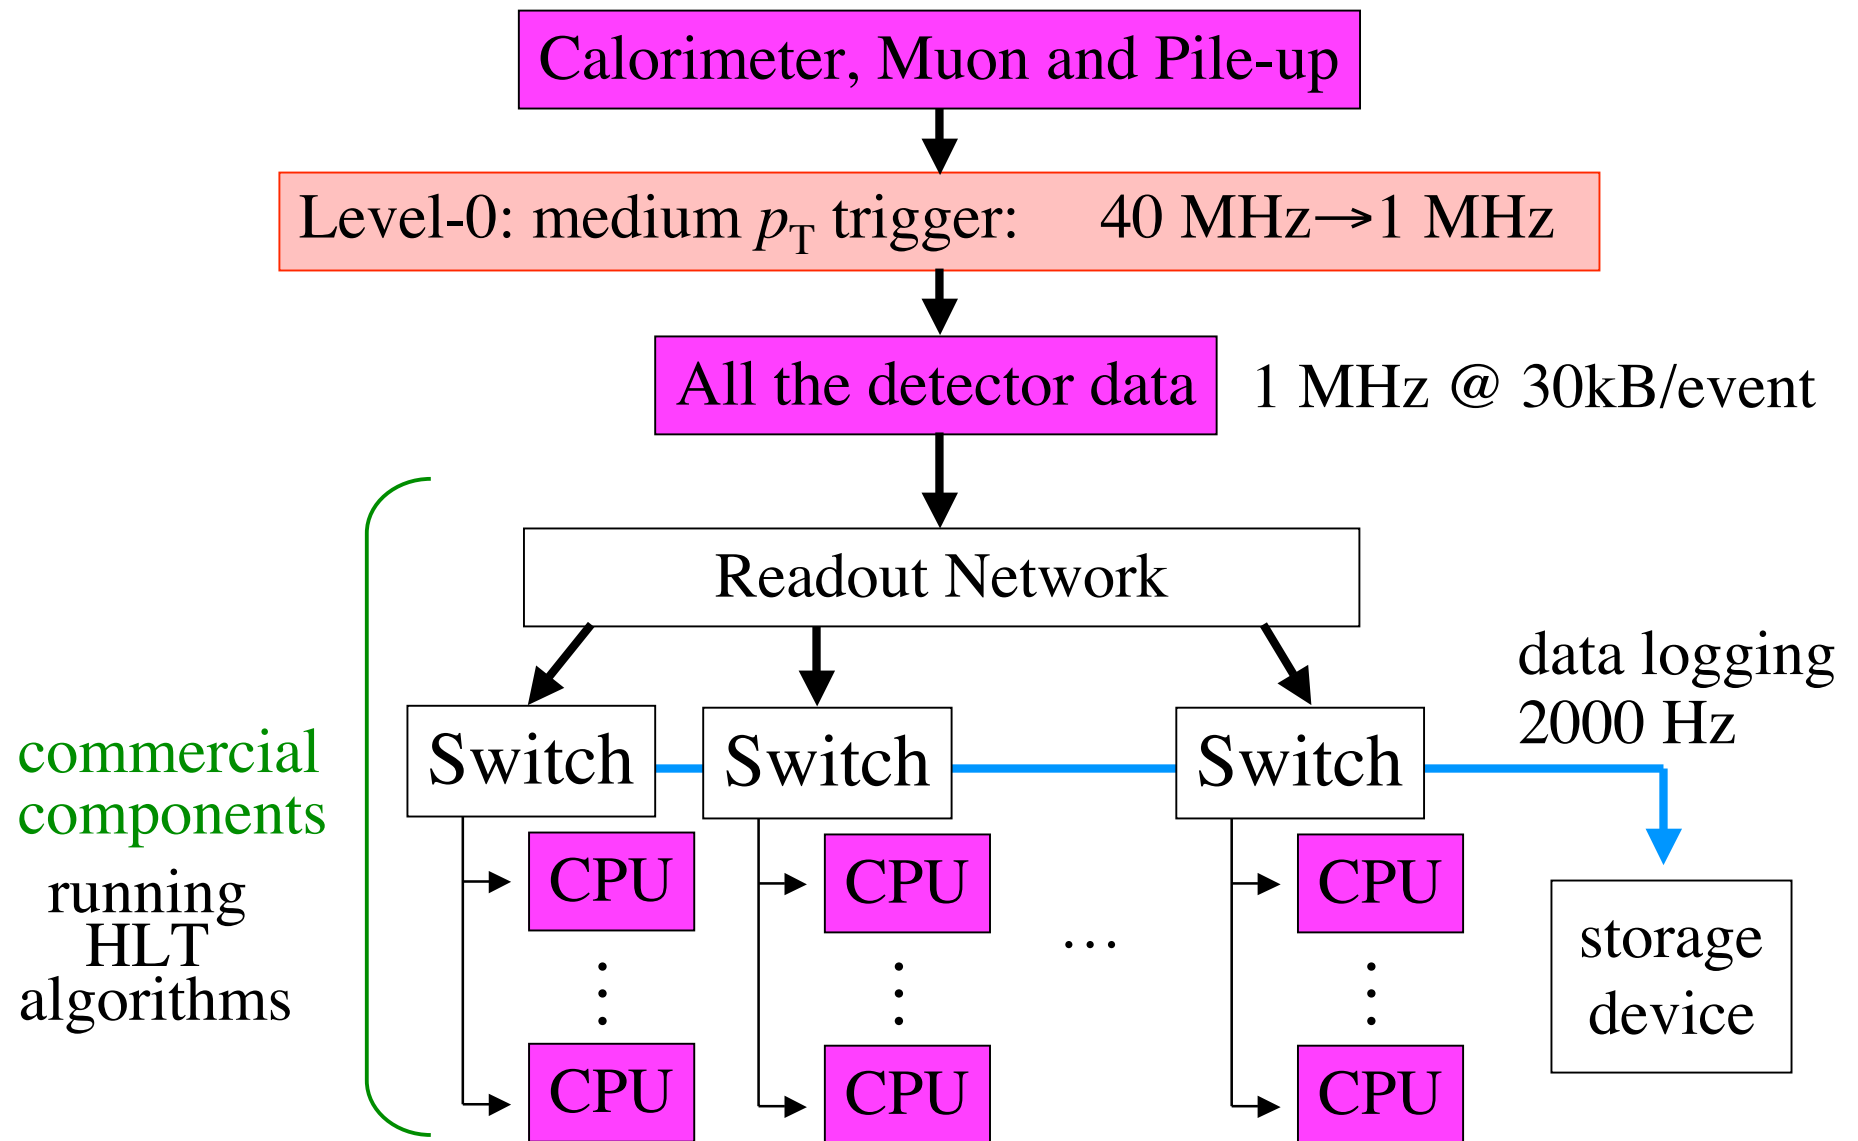 Calorimeter, Muon and Pile-up
Level-0: medium pT trigger: 40 MHz→1 MHz
All the detector data
1 MHz @ 30kB/event
Readout Network
data logging
2000 Hz
Switch
Switch
Switch
commercial
components
running
HLT
algorithms
CPU
CPU
CPU
...
storage
device
CPU
CPU
CPU